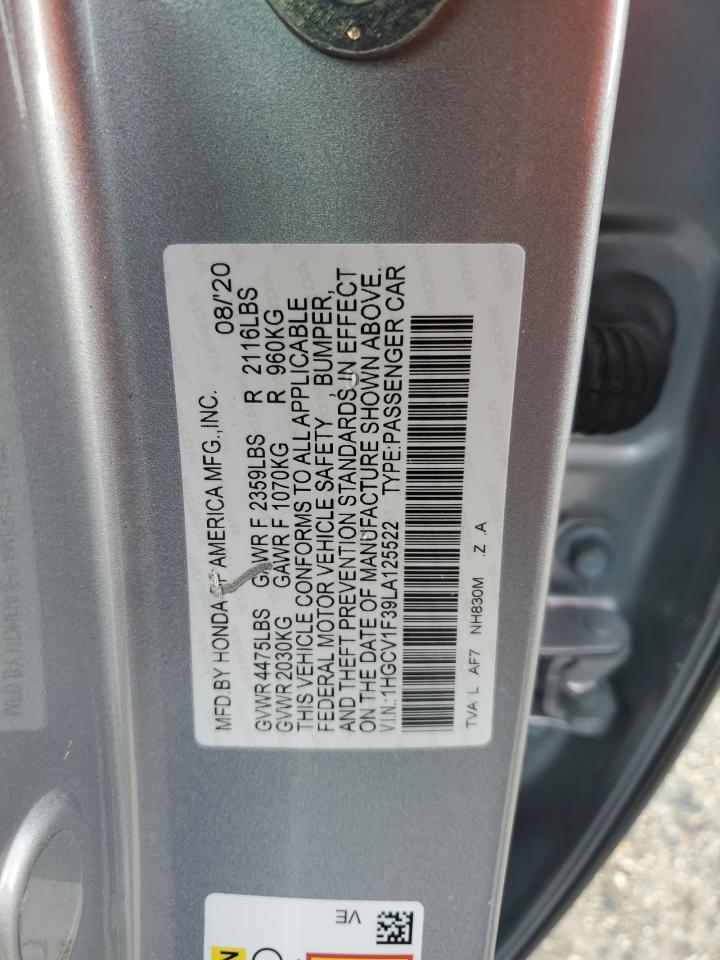 MFD.BY HONDA OF AMERICA MFG.,INC. 08/'20
GVWR 4475LBS GAWR F 2359LBS R 2116LBS
GVWR 2030KG GAWR F 1070KG R 960KG
THIS VEHICLE CONFORMS TO ALL APPLICABLE
FEDERAL MOTOR VEHICLE SAFETY , BUMPER,
AND THEFT PREVENTION STANDARDS IN EFFECT
ON THE DATE OF MANUFACTURE SHOWN ABOVE.
V.I.N.:1HGCV1F39LA125522 TYPE:PASSENGER CAR
TVA L AF7 NH830M .Z .A
VE